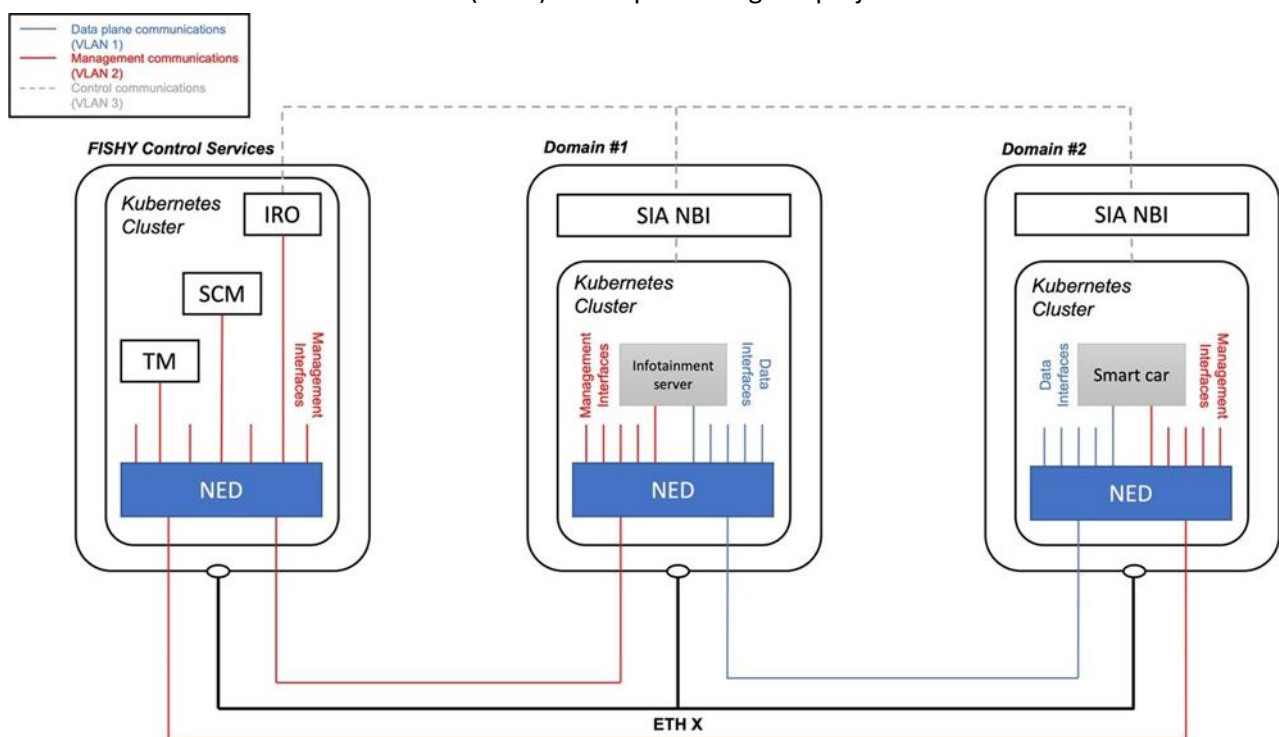 Data plane communications
(VLAN 1)
Management communications
(VLAN 2)
Control communications
(VLAN 3)
FISHY Control Services
Domain #1
Domain #2
Kubernetes
Cluster
IRO
SCM
TM
Management
Interfaces
NED
SIA NBI
Kubernetes
Cluster
Management
Interfaces
Infotainment
server
Data
Interfaces
NED
SIA NBI
Kubernetes
Cluster
Data
Interfaces
Smart car
Management
Interfaces
NED
ETH X